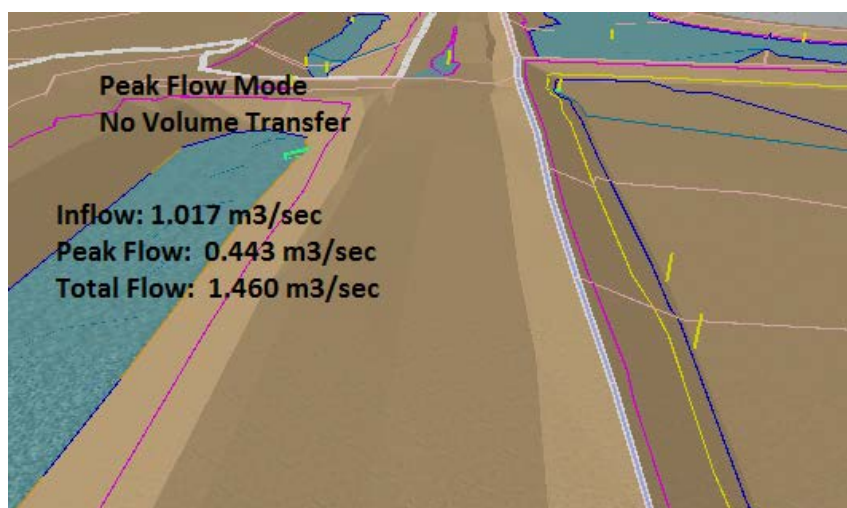 Peak Flow Mode
No Volume Transfer
Inflow: 1.017 m3/sec
Peak Flow: 0.443 m3/sec
Total Flow: 1.460 m3/sec